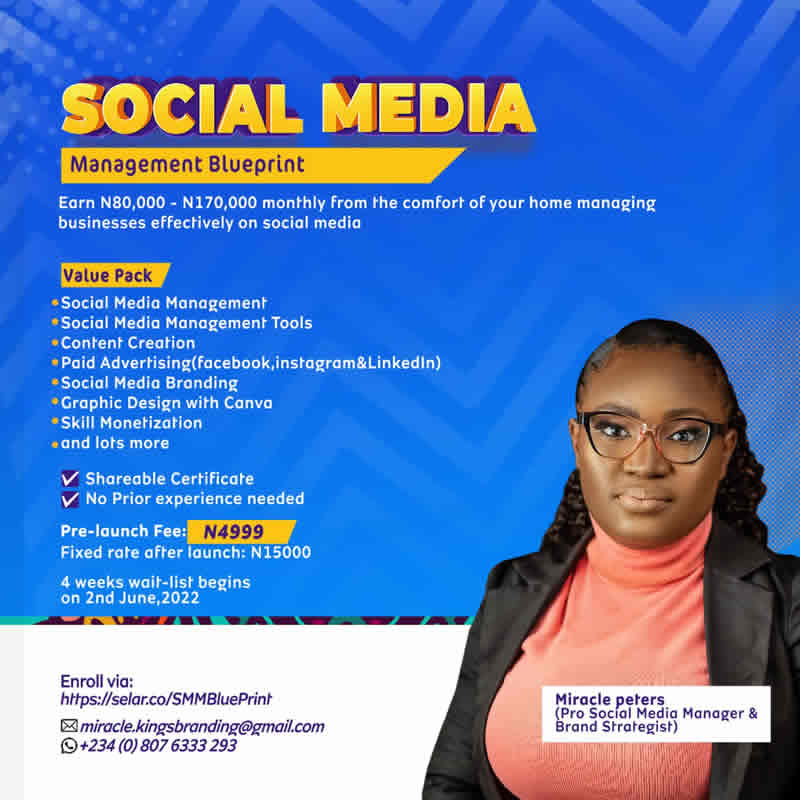 SOCIAL MEDIA
Management Blueprint
Earn N80,000 - N170,000 monthly from the comfort of your home managing
businesses effectively on social media
Value Pack
Social Media Management
Social Media Management Tools
Content Creation
Paid Advertising(facebook,instagram&LinkedIn)
Social Media Branding
Graphic Design with Canva
Skill Monetization
and lots more
Shareable Certificate
No Prior experience needed
Pre-launch Fee: N4999
Fixed rate after launch: N15000
4 weeks wait-list begins
on 2nd June,2022
Enroll via:
https://selar.co/SMMBluePrint
miracle.kingsbranding@gmail.com
+234 (0) 807 6333 293
Miracle peters
(Pro Social Media Manager &
Brand Strategist)